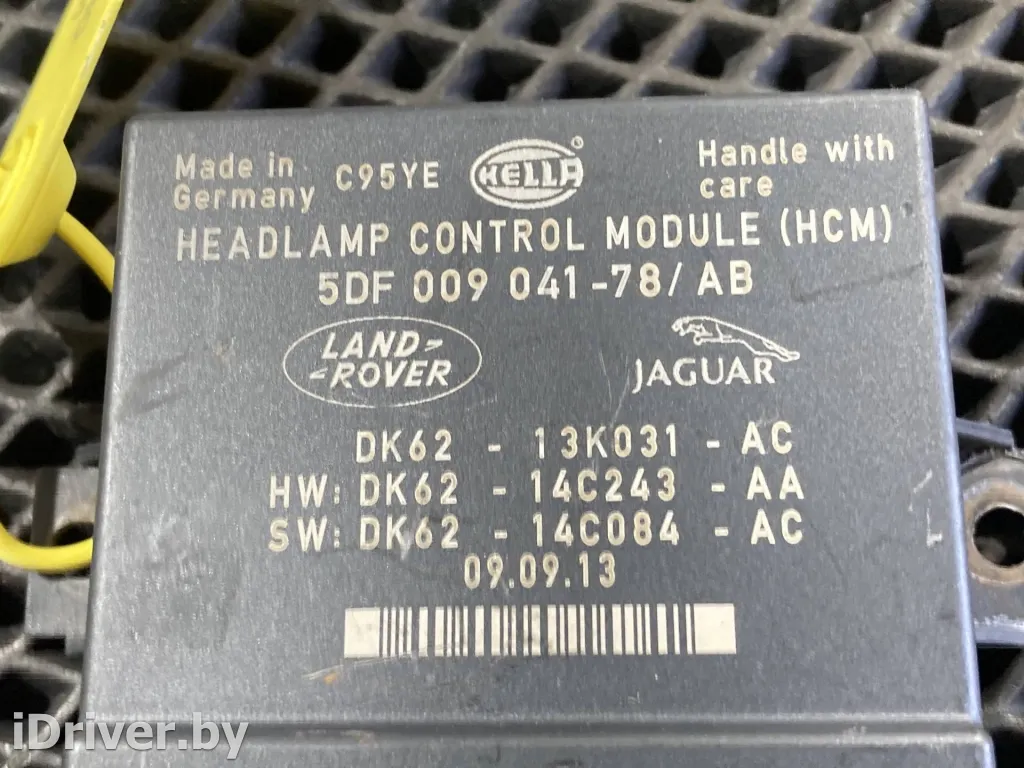 Made in Germany C95YE HELLA ® Handle with care
HEADLAMP CONTROL MODULE (HCM)
5DF 009 041-78/ AB
LAND ROVER JAGUAR
DK62 - 13K031 - AC
HW: DK62 - 14C243 - AA
SW: DK62 - 14C084 - AC
09.09.13
iDriver.by